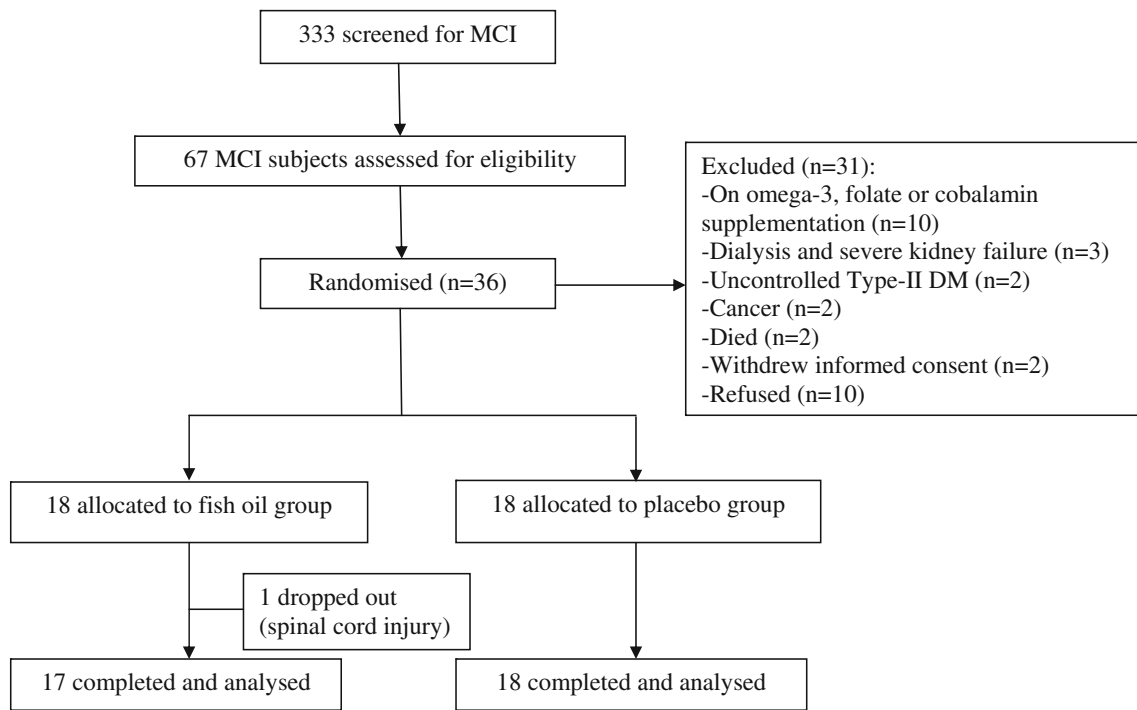 333 screened for MCI
67 MCI subjects assessed for eligibility
Excluded (n=31):
-On omega-3, folate or cobalamin
supplementation (n=10)
-Dialysis and severe kidney failure (n=3)
-Uncontrolled Type-II DM (n=2)
-Cancer (n=2)
-Died (n=2)
-Withdrew informed consent (n=2)
-Refused (n=10)
Randomised (n=36)
18 allocated to fish oil group
18 allocated to placebo group
1 dropped out
(spinal cord injury)
17 completed and analysed
18 completed and analysed